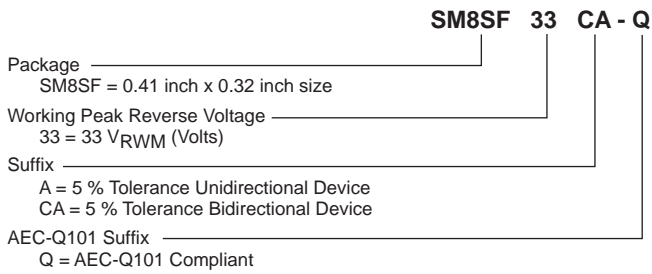 SM8SF 33 CA - Q
Package
SM8SF = 0.41 inch x 0.32 inch size
Working Peak Reverse Voltage
33 = 33 VRWM (Volts)
Suffix
A = 5 % Tolerance Unidirectional Device
CA = 5 % Tolerance Bidirectional Device
AEC-Q101 Suffix
Q = AEC-Q101 Compliant